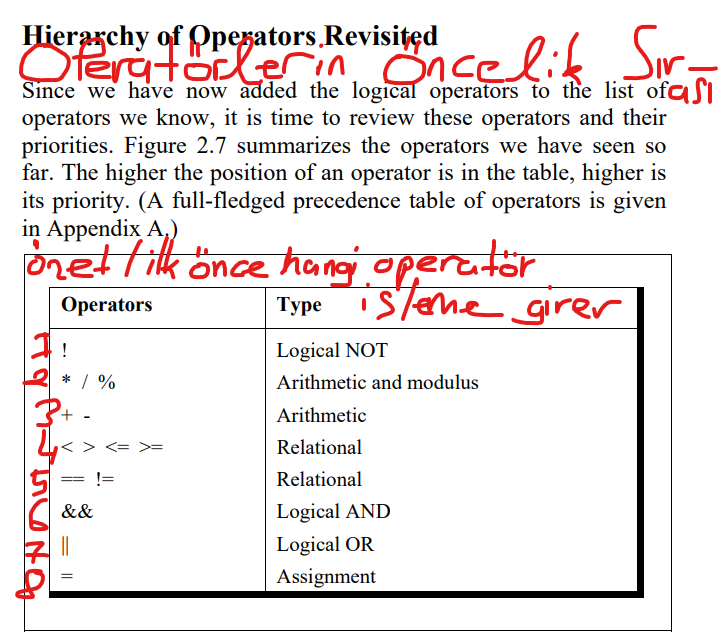 Hierarchy of Operators Revisited
Operatörlerin Öncelik Sır-
ası
Since we have now added the logical operators to the list of
operators we know, it is time to review these operators and their
priorities. Figure 2.7 summarizes the operators we have seen so
far. The higher the position of an operator is in the table, higher is
its priority. (A full-fledged precedence table of operators is given
in Appendix A.)
özet / ilk önce hangi operatör
işleme girer
Operators Type
1 ! Logical NOT
2 * / % Arithmetic and modulus
3 + - Arithmetic
4 < > <= >= Relational
5 == != Relational
6 && Logical AND
7 || Logical OR
8 = Assignment